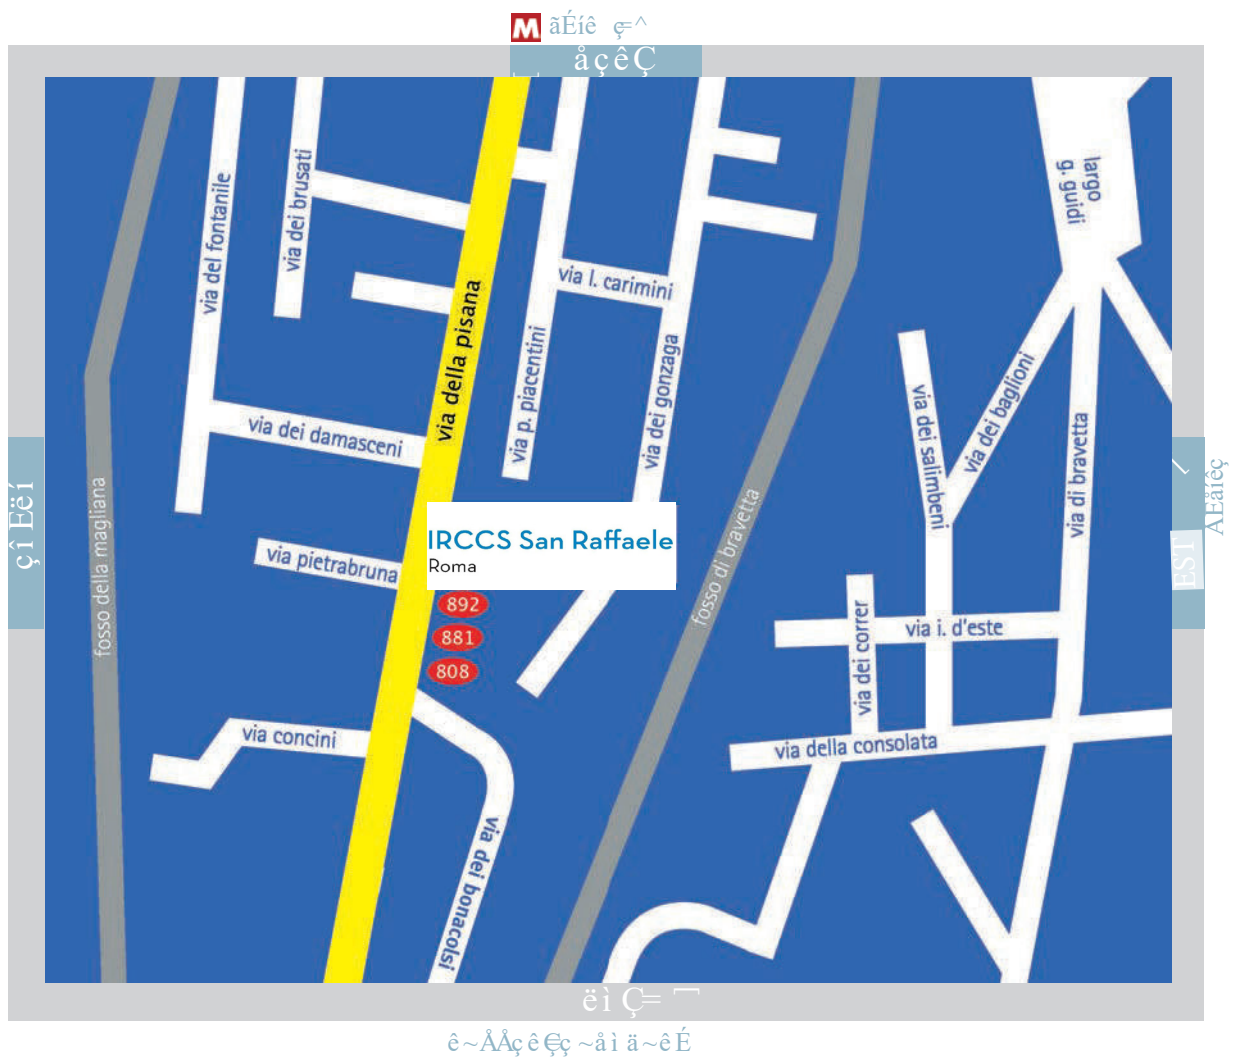 M
largo
g. guidi
via dei brusati
via del fontanile
via l. carimini
via della pisana
via p. piacentini
via dei gonzaga
via dei baglioni
via dei salimbeni
via di bravetta
via dei damasceni
fosso della magliana
fosso di bravetta
IRCCS San Raffaele
Roma
EST
via pietrabruna
892
881
808
via dei correr
via i. d'este
via concini
via della consolata
via dei bonacolsi